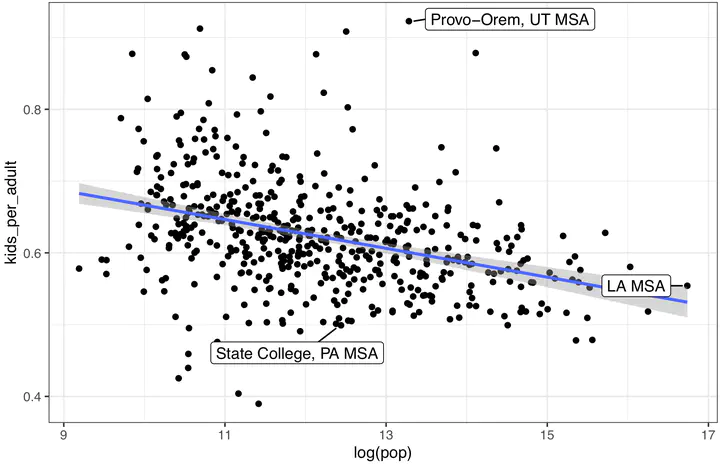 Provo−Orem, UT MSA
0.8
kids_per_adult
0.6
LA MSA
State College, PA MSA
0.4
9 11 13 15 17
log(pop)